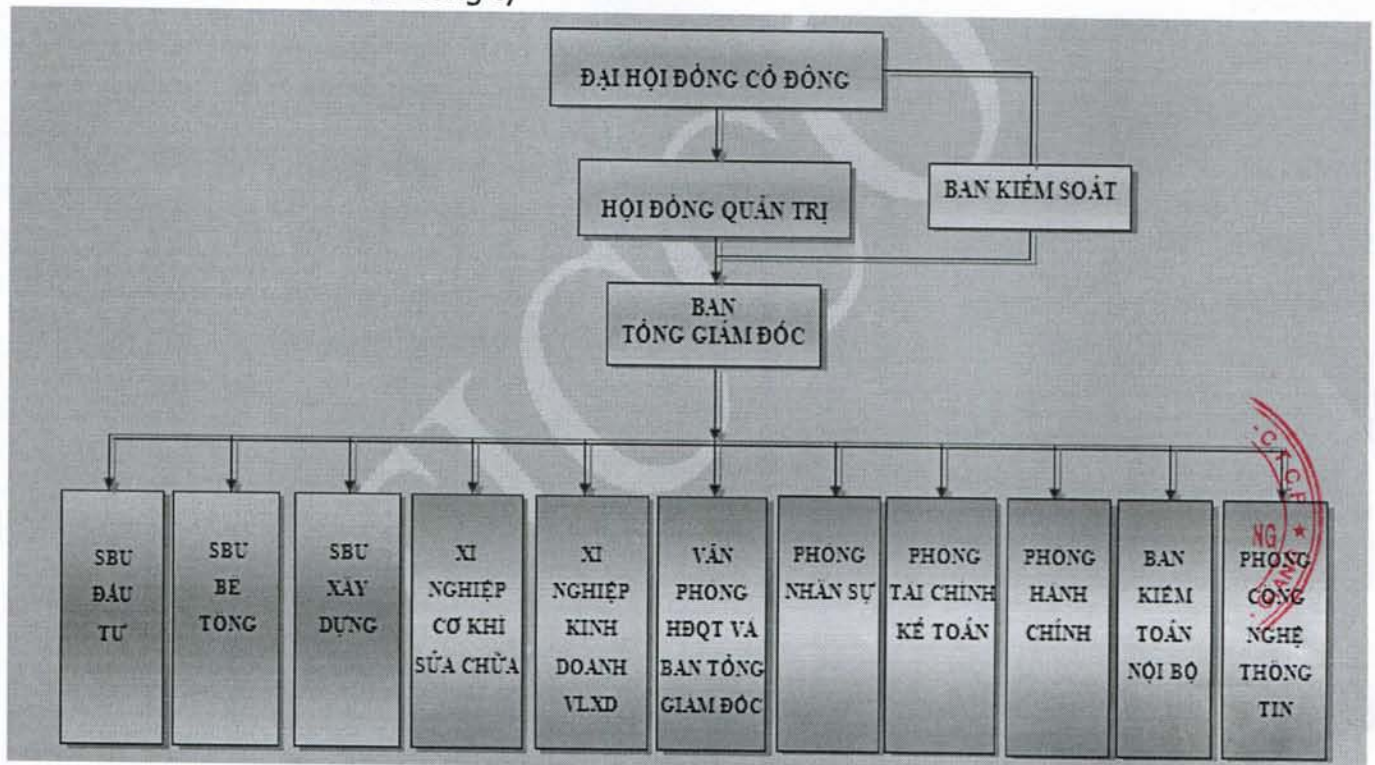 ĐẠI HỘI ĐỒNG CỔ ĐÔNG
HỘI ĐỒNG QUẢN TRỊ
BAN KIỂM SOÁT
BAN
TỔNG GIÁM ĐỐC
SBU
ĐẦU
TƯ
SBU
BÊ
TÔNG
SBU
XÂY
DỰNG
XÍ
NGHIỆP
CƠ KHÍ
SỬA CHỮA
XÍ
NGHIỆP
KINH
DOANH
VLXD
VĂN
PHÒNG
HĐQT VÀ
BAN TỔNG
GIÁM ĐỐC
PHÒNG
NHÂN SỰ
PHÒNG
TÀI CHÍNH
KẾ TOÁN
PHÒNG
HÀNH
CHÍNH
BAN
KIỂM
TOÁN
NỘI BỘ
PHÒNG
CÔNG
NGHỆ
THÔNG
TIN
C.T.C.P
NG